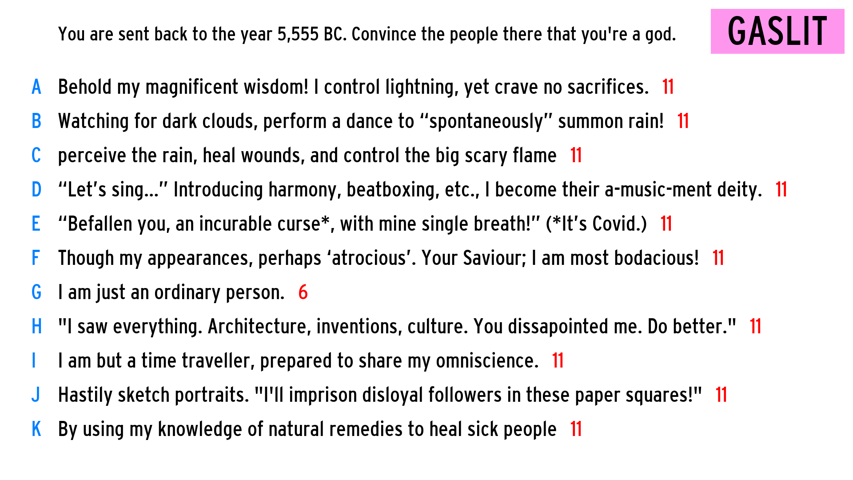 You are sent back to the year 5,555 BC. Convince the people there that you're a god.
GASLIT
A Behold my magnificent wisdom! I control lightning, yet crave no sacrifices. 11
B Watching for dark clouds, perform a dance to “spontaneously” summon rain! 11
C perceive the rain, heal wounds, and control the big scary flame 11
D “Let’s sing...” Introducing harmony, beatboxing, etc., I become their a-music-ment deity. 11
E “Befallen you, an incurable curse*, with mine single breath!” (*It’s Covid.) 11
F Though my appearances, perhaps ‘atrocious’. Your Saviour; I am most bodacious! 11
G I am just an ordinary person. 6
H "I saw everything. Architecture, inventions, culture. You dissapointed me. Do better." 11
I I am but a time traveller, prepared to share my omniscience. 11
J Hastily sketch portraits. "I'll imprison disloyal followers in these paper squares!" 11
K By using my knowledge of natural remedies to heal sick people 11